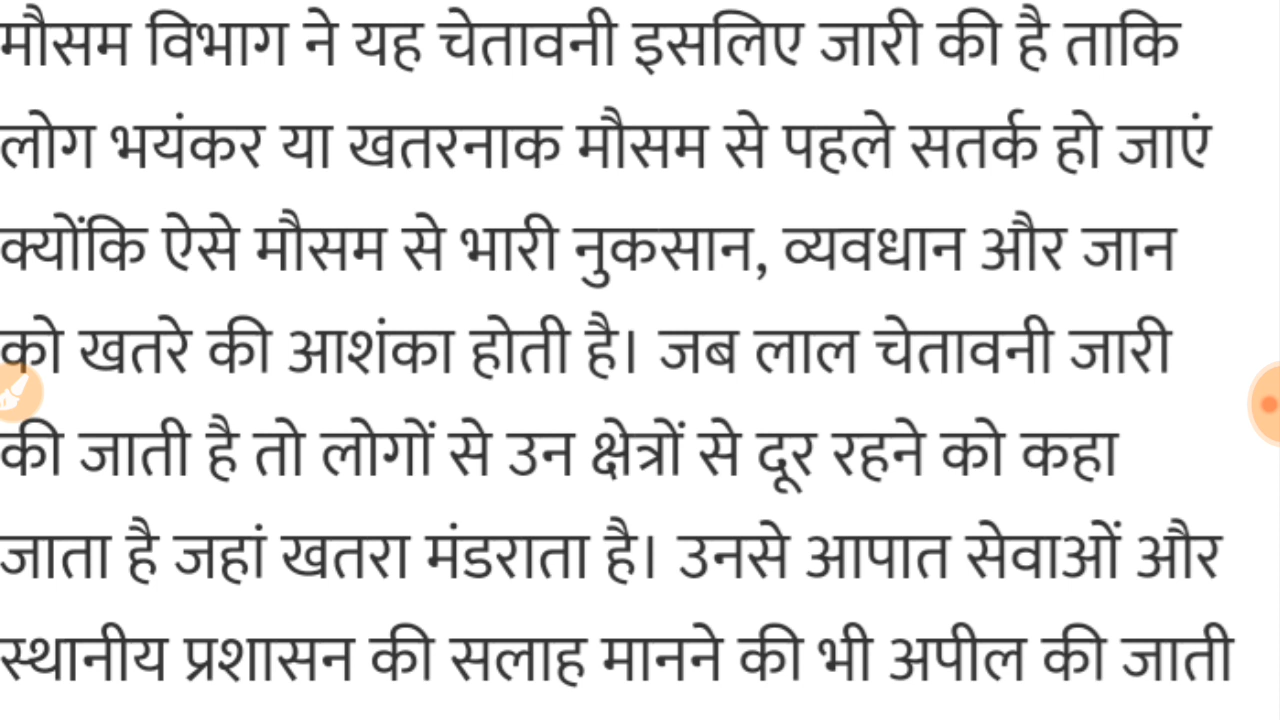 मौसम विभाग ने यह चेतावनी इसलिए जारी की है ताकि
लोग भयंकर या खतरनाक मौसम से पहले सतर्क हो जाएं
क्योंकि ऐसे मौसम से भारी नुकसान, व्यवधान और जान
को खतरे की आशंका होती है। जब लाल चेतावनी जारी
की जाती है तो लोगों से उन क्षेत्रों से दूर रहने को कहा
जाता है जहां खतरा मंडराता है। उनसे आपात सेवाओं और
स्थानीय प्रशासन की सलाह मानने की भी अपील की जाती